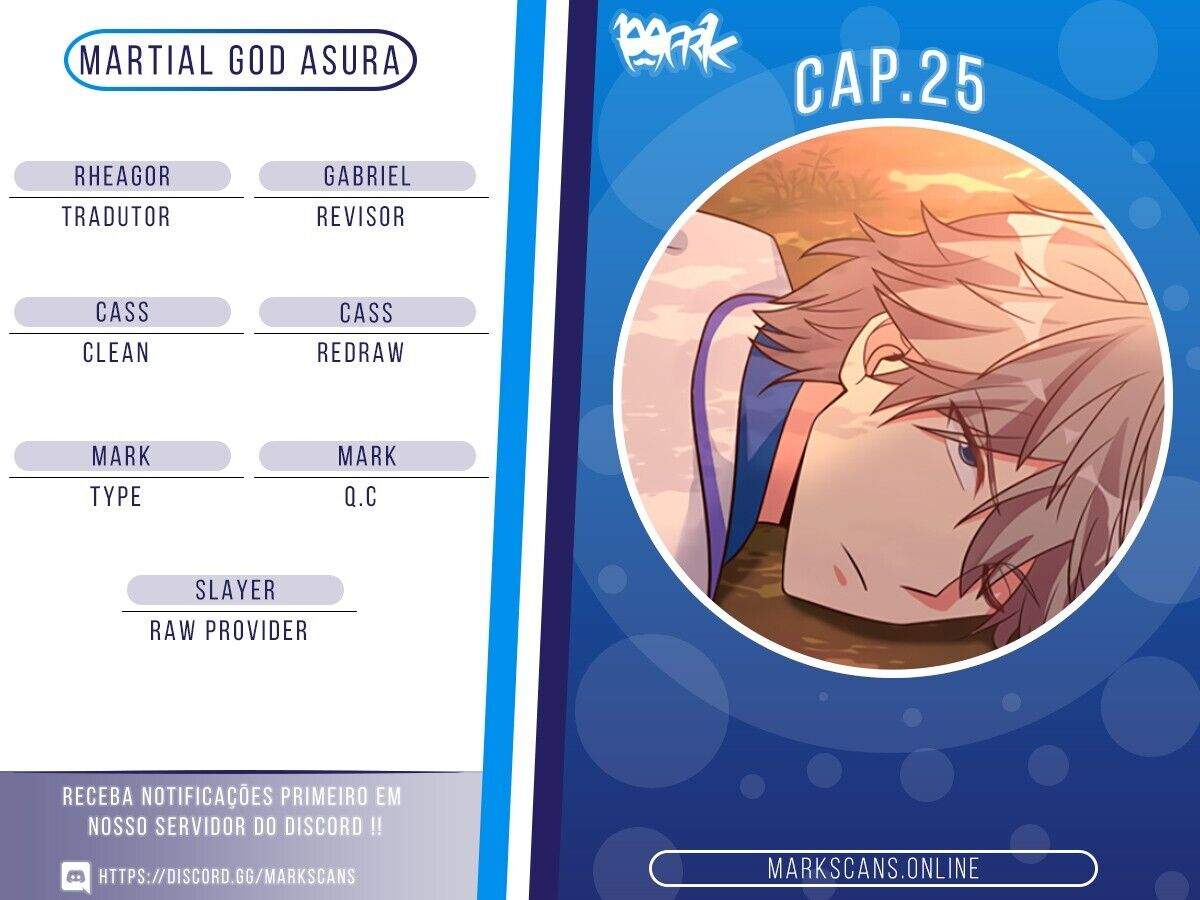 MARTIAL GOD ASURA
RHEAGOR
TRADUTOR
GABRIEL
REVISOR
CASS
CLEAN
CASS
REDRAW
MARK
TYPE
MARK
Q.C
SLAYER
RAW PROVIDER
RECEBA NOTIFICAÇÕES PRIMEIRO EM
NOSSO SERVIDOR DO DISCORD !!
HTTPS://DISCORD.GG/MARKSCANS
MARK
CAP.25
MARKSCANS.ONLINE